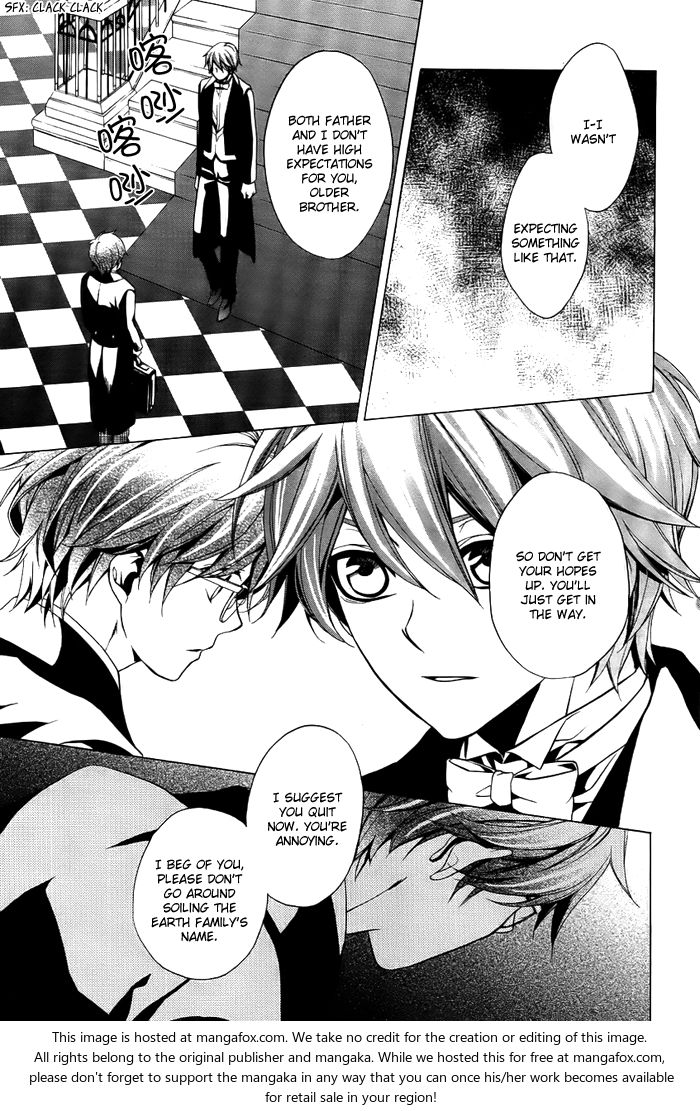 I-I
WASN'T
EXPECTING
SOMETHING
LIKE THAT.
SFX: CLACK CLACK
喀
吵
喀
吵
BOTH FATHER
AND I DON'T
HAVE HIGH
EXPECTATIONS
FOR YOU,
OLDER
BROTHER.
SO DON'T GET
YOUR HOPES
UP. YOU'LL
JUST GET IN
THE WAY.
I SUGGEST
YOU QUIT
NOW. YOU'RE
ANNOYING.
I BEG OF YOU,
PLEASE DON'T
GO AROUND
SOILING THE
EARTH FAMILY'S
NAME.
This image is hosted at mangafox.com. We take no credit for the creation or editing of this image.
All rights belong to the original publisher and mangaka. While we hosted this for free at mangafox.com,
please don't forget to support the mangaka in any way that you can once his/her work becomes available
for retail sale in your region!